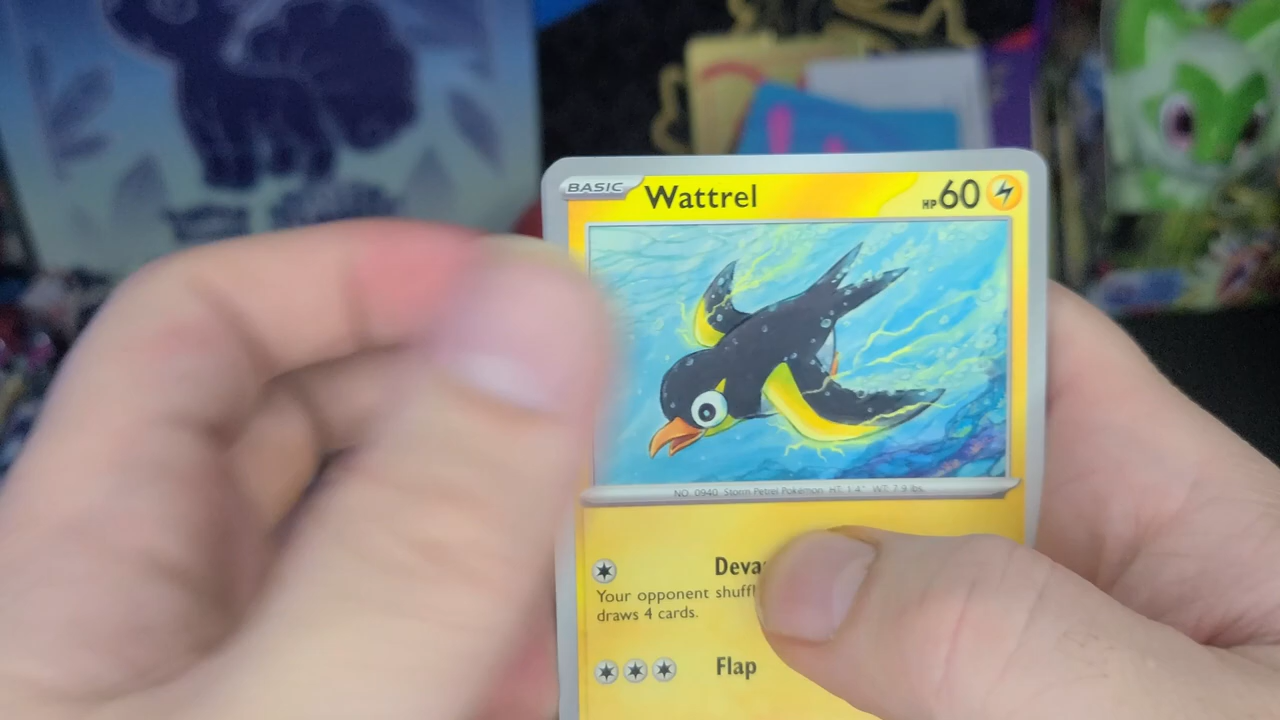 BASIC Wattrel HP 60
NO. 0940 Storm Petrel Pokémon HT: 1'4" WT: 7.9 lbs.
Deva
Your opponent shuffl
draws 4 cards.
Flap